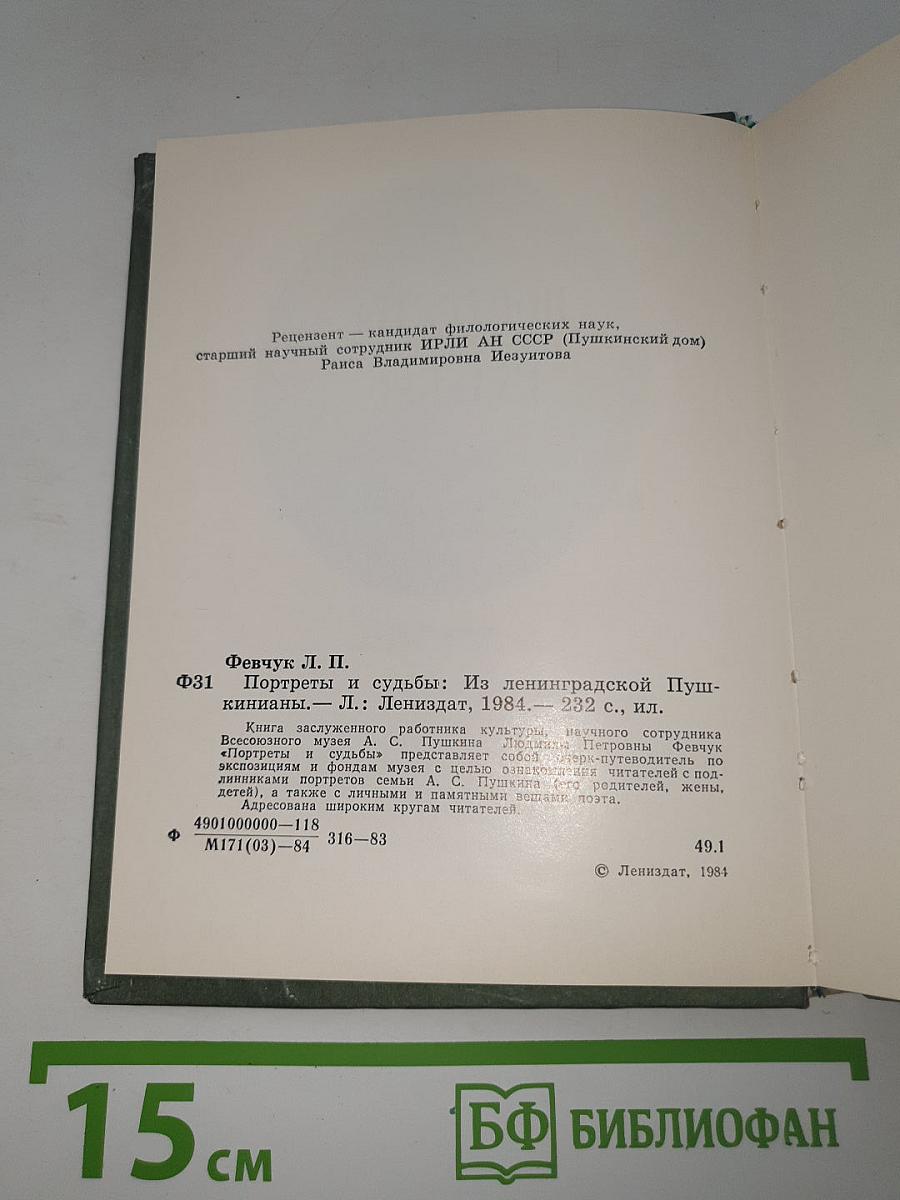 Рецензент — кандидат филологических наук,
старший научный сотрудник ИРЛИ АН СССР (Пушкинский дом)
Раиса Владимировна Иезуитова
Февчук Л. П.
Ф31 Портреты и судьбы: Из ленинградской Пуш-
кинианы.— Л.: Лениздат, 1984.— 232 с., ил.
Книга заслуженного работника культуры, научного сотрудника
Всесоюзного музея А. С. Пушкина Людмилы Петровны Февчук
«Портреты и судьбы» представляет собой очерк-путеводитель по
экспозициям и фондам музея с целью ознакомления читателей с под-
линниками портретов семьи А. С. Пушкина (его родителей, жены,
детей), а также с личными и памятными вещами поэта.
Адресована широким кругам читателей.
Ф 4901000000—118
М171(03)—84 316—83
49.1
© Лениздат, 1984
15 см
БФ БИБЛИОФАН